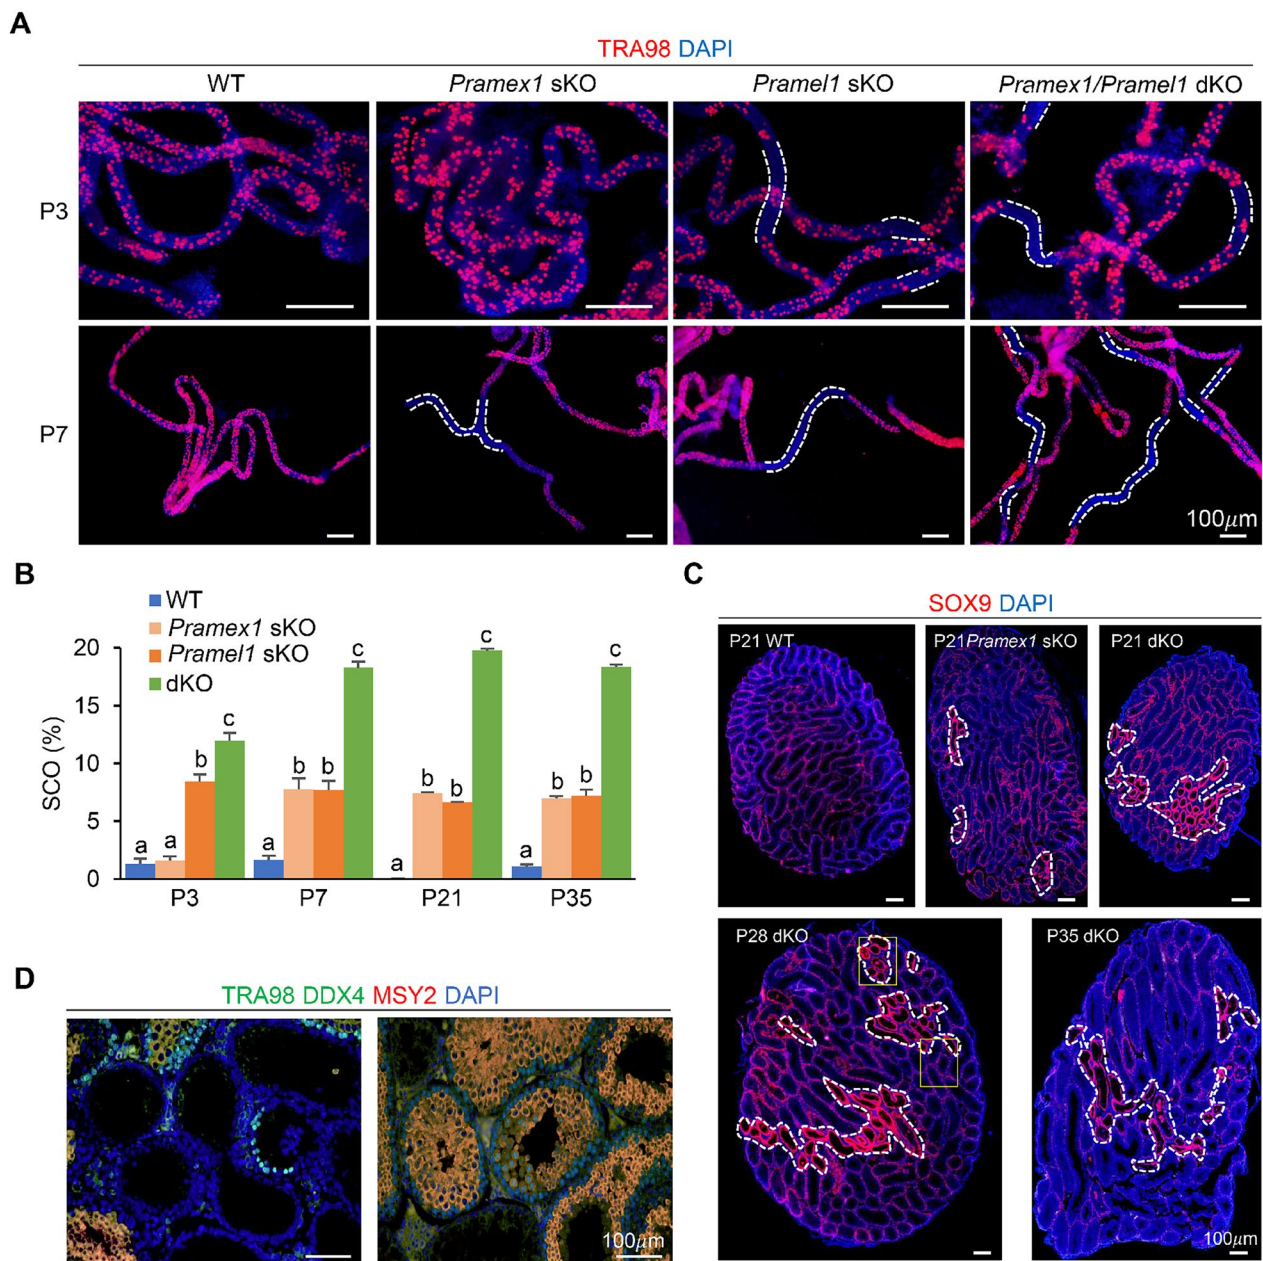 A
TRA98 DAPI
WT Pramex1 sKO Pramel1 sKO Pramex1/Pramel1 dKO
P3
P7
100μm
B
WT
Pramex1 sKO
Pramel1 sKO
dKO
SCO (%)
20
15
10
5
0
a a b c
a b b c
a b b c
a b b c
P3 P7 P21 P35
C
SOX9 DAPI
P21 WT P21 Pramex1 sKO P21 dKO
P28 dKO P35 dKO
100μm
D
TRA98 DDX4 MSY2 DAPI
100μm